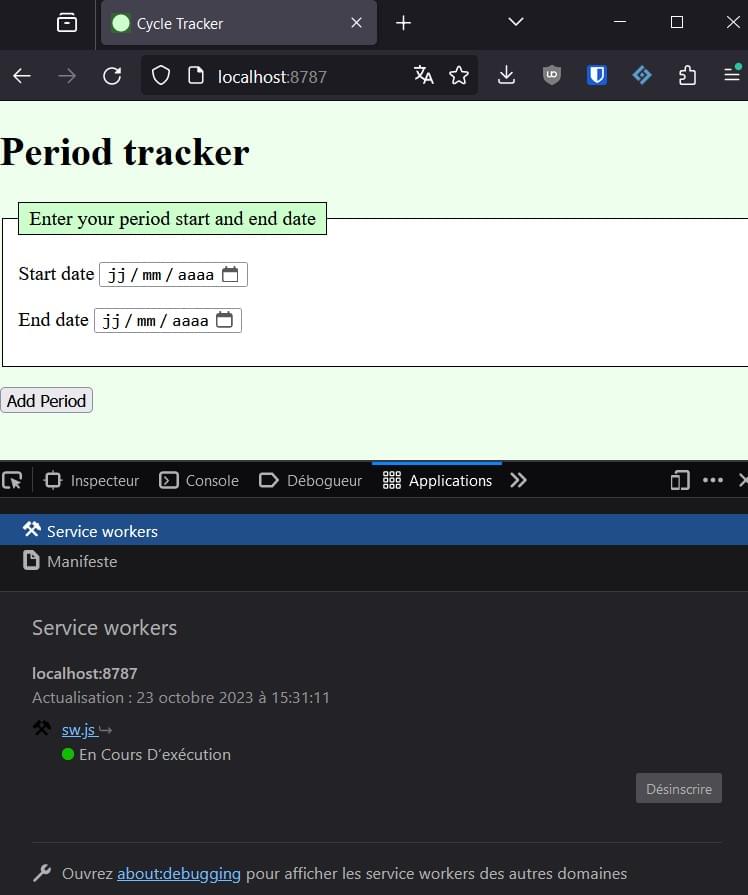 Cycle Tracker
localhost:8787
Period tracker
Enter your period start and end date
Start date jj/mm/aaaa
End date jj/mm/aaaa
Add Period
Inspecteur Console Débogueur Applications
Service workers
Manifeste
Service workers
localhost:8787
Actualisation : 23 octobre 2023 à 15:31:11
sw.js
En Cours D’exécution
Désinscrire
Ouvrez about:debugging pour afficher les service workers des autres domaines